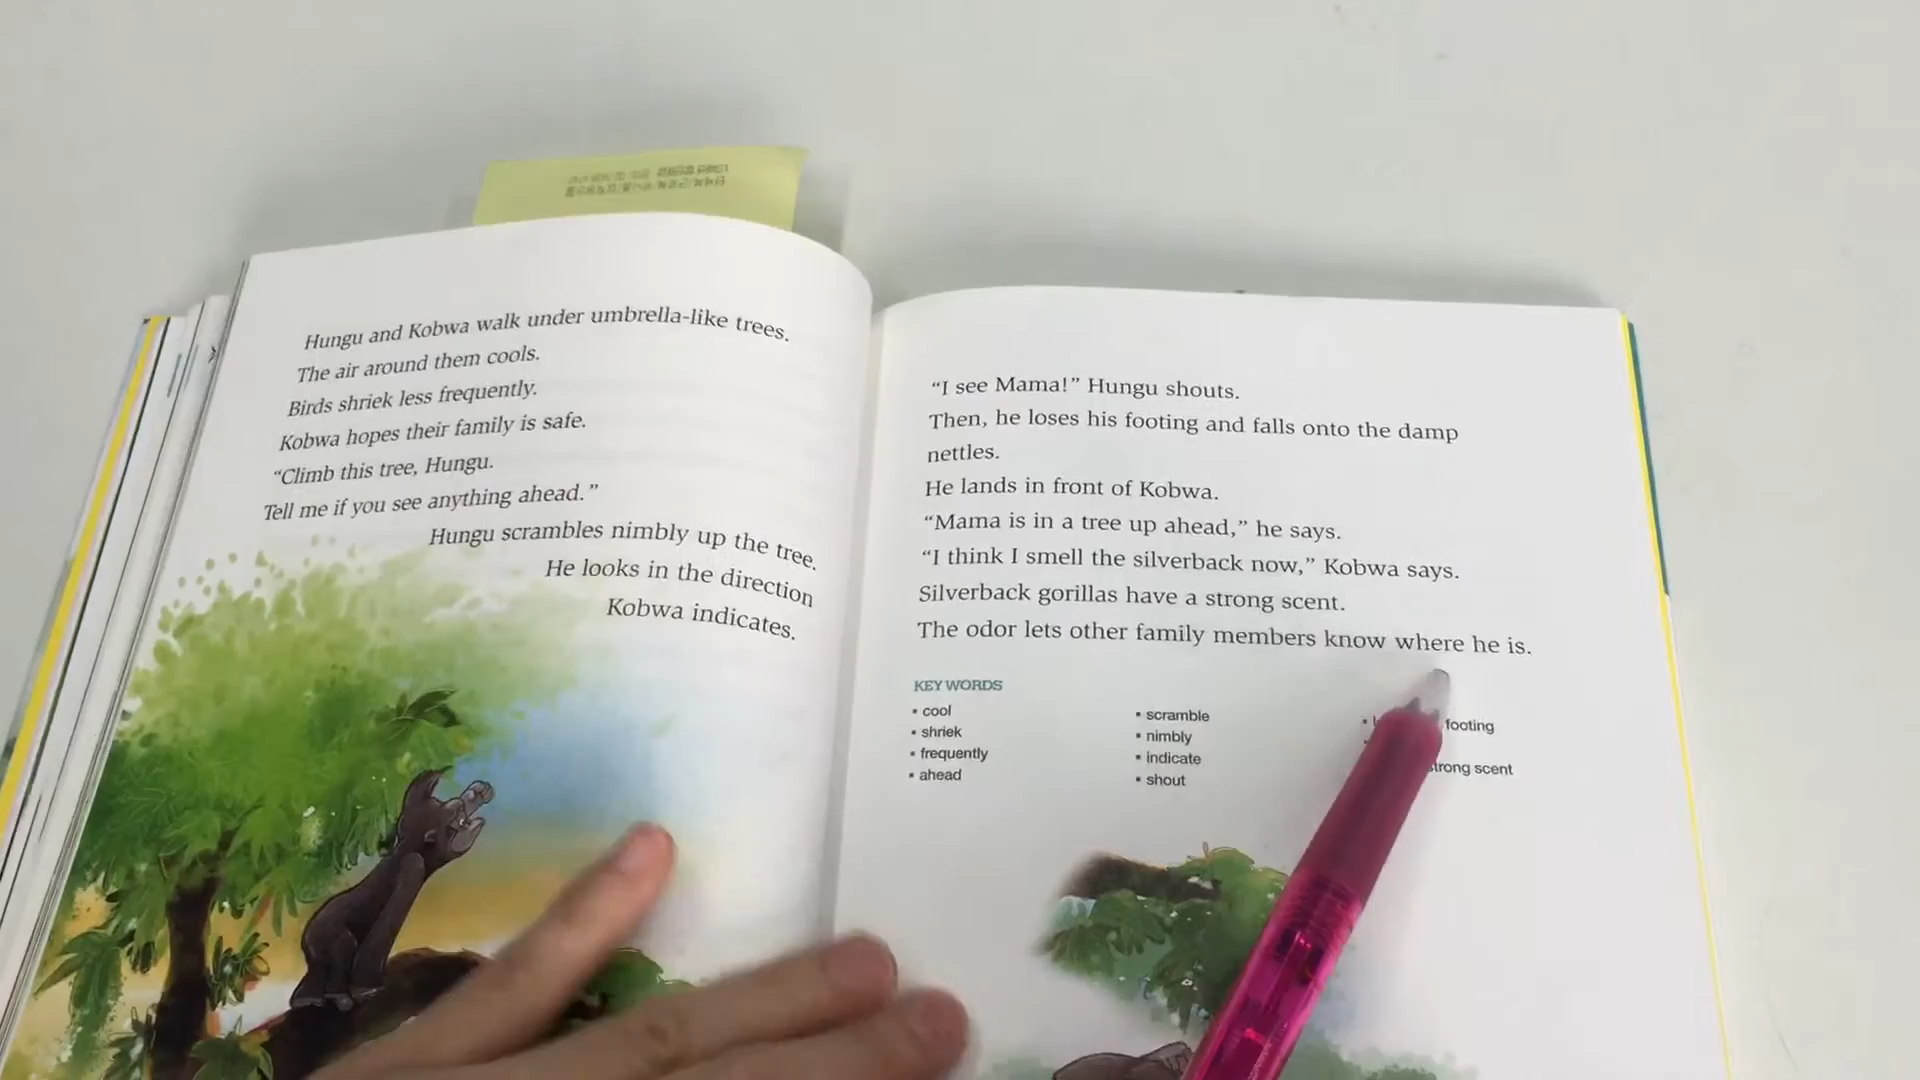 Hungu and Kobwa walk under umbrella-like trees.
The air around them cools.
Birds shriek less frequently.
Kobwa hopes their family is safe.
“Climb this tree, Hungu.
Tell me if you see anything ahead.”
Hungu scrambles nimbly up the tree.
He looks in the direction
Kobwa indicates.
“I see Mama!” Hungu shouts.
Then, he loses his footing and falls onto the damp
nettles.
He lands in front of Kobwa.
“Mama is in a tree up ahead,” he says.
“I think I smell the silverback now,” Kobwa says.
Silverback gorillas have a strong scent.
The odor lets other family members know where he is.
KEY WORDS
▪ cool
▪ shriek
▪ frequently
▪ ahead
▪ scramble
▪ nimbly
▪ indicate
▪ shout
footing
strong scent